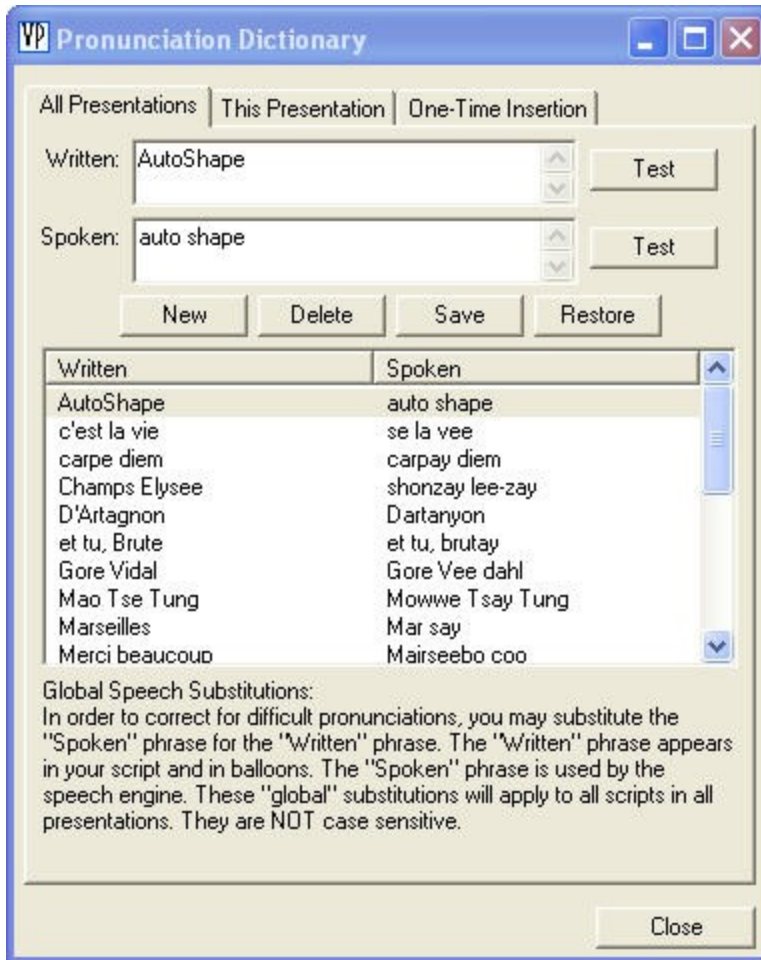 VP Pronunciation Dictionary
All Presentations This Presentation One-Time Insertion
Written: AutoShape Test
Spoken: auto shape Test
New Delete Save Restore
Written Spoken
AutoShape auto shape
c'est la vie se la vee
carpe diem carpay diem
Champs Elysee shonzay lee-zay
D'Artagnon Dartanyon
et tu, Brute et tu, brutay
Gore Vidal Gore Vee dahl
Mao Tse Tung Mowwe Tsay Tung
Marseilles Mar say
Merci beaucoup Mairseebo coo
Global Speech Substitutions:
In order to correct for difficult pronunciations, you may substitute the
"Spoken" phrase for the "Written" phrase. The "Written" phrase appears
in your script and in balloons. The "Spoken" phrase is used by the
speech engine. These "global" substitutions will apply to all scripts in all
presentations. They are NOT case sensitive.
Close